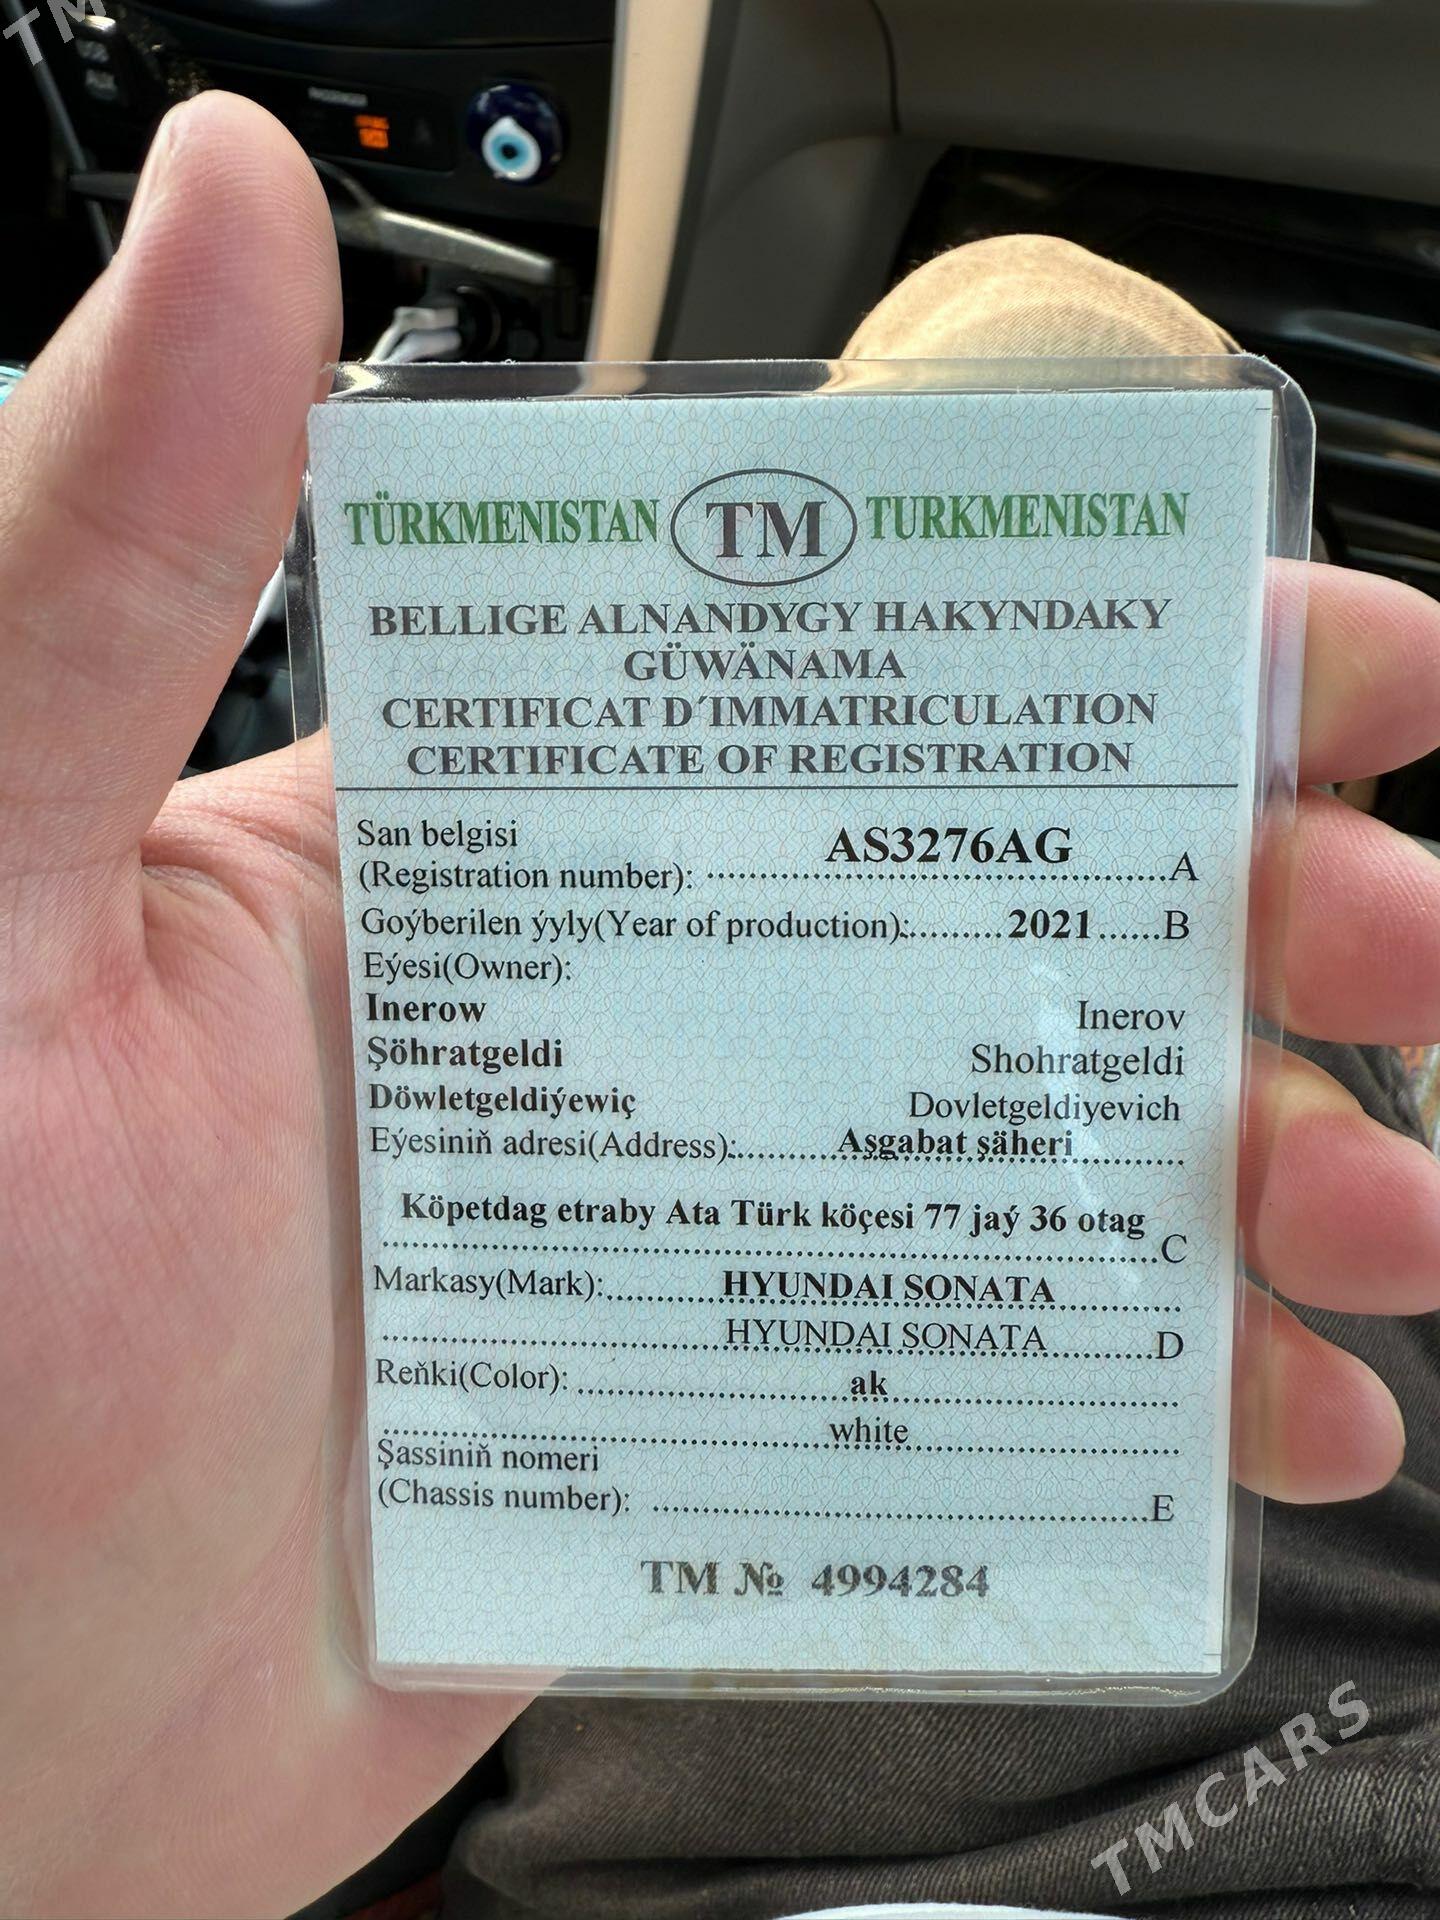 TM
AUX
PASSENGER
TÜRKMENISTAN TM TURKMENISTAN
BELLIGE ALNANDYGY HAKYNDAKY
GÜWÄNAMA
CERTIFICAT D´IMMATRICULATION
CERTIFICATE OF REGISTRATION
San belgisi
(Registration number): AS3276AG A
Goýberilen ýyly(Year of production): 2021 B
Eýesi(Owner):
Inerow Inerov
Şöhratgeldi Shohratgeldi
Döwletgeldiýewiç Dovletgeldiyevich
Eýesiniň adresi(Address): Aşgabat şäheri
Köpetdag etraby Ata Türk köçesi 77 jaý 36 otag C
Markasy(Mark): HYUNDAI SONATA
HYUNDAI SONATA D
Reňki(Color): ak
white
Şassiniň nomeri
(Chassis number): E
TM № 4994284
TMCARS